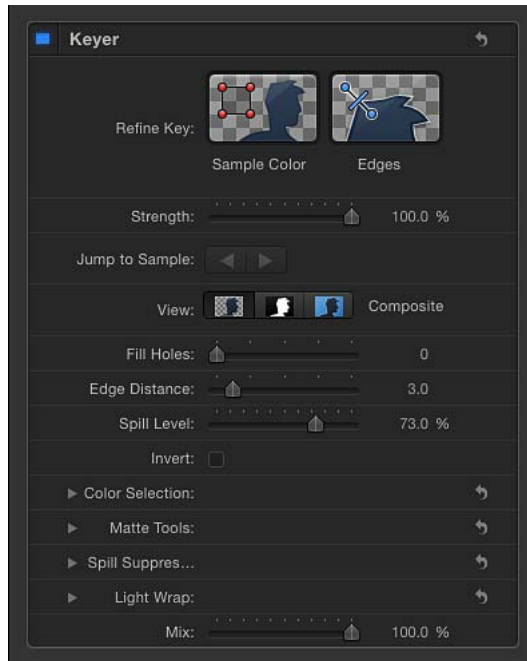 Keyer
Refine Key:
Sample Color
Edges
Strength: 100.0 %
Jump to Sample:
View: Composite
Fill Holes: 0
Edge Distance: 3.0
Spill Level: 73.0 %
Invert:
Color Selection:
Matte Tools:
Spill Suppres...
Light Wrap:
Mix: 100.0 %